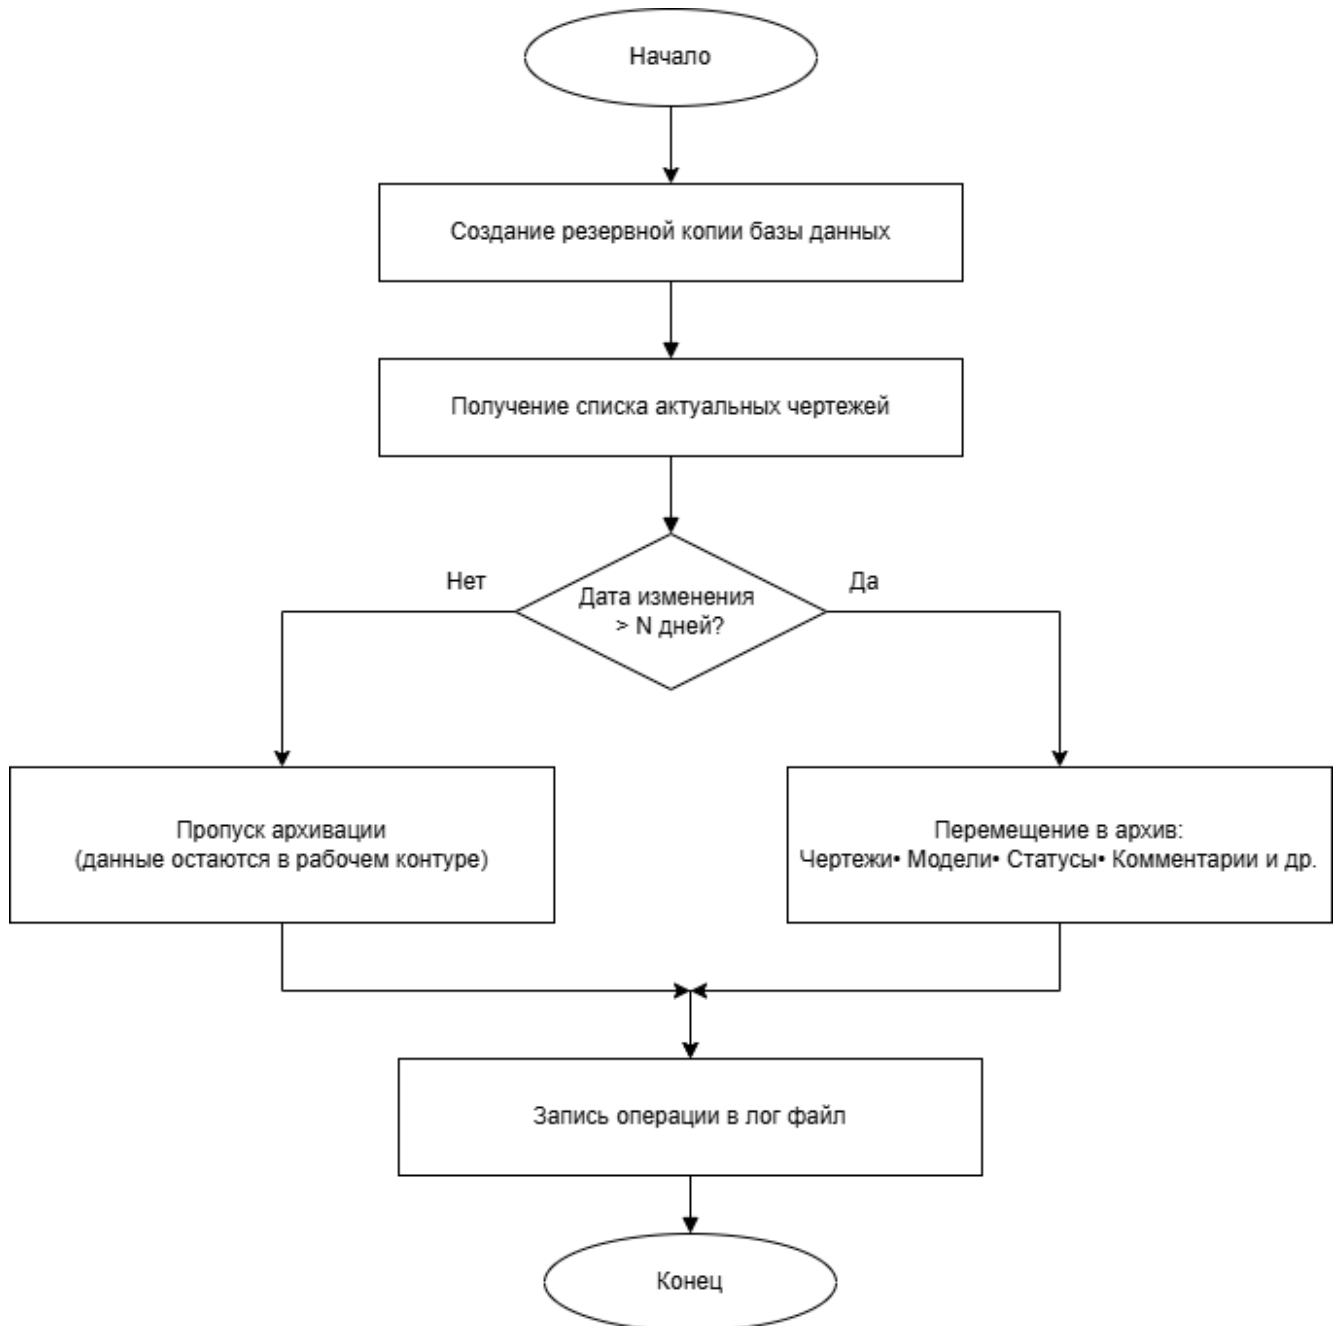 Начало
Создание резервной копии базы данных
Получение списка актуальных чертежей
Нет
Да
Дата изменения
> N дней?
Пропуск архивации
(данные остаются в рабочем контуре)
Перемещение в архив:
Чертежи• Модели• Статусы• Комментарии и др.
Запись операции в лог файл
Конец